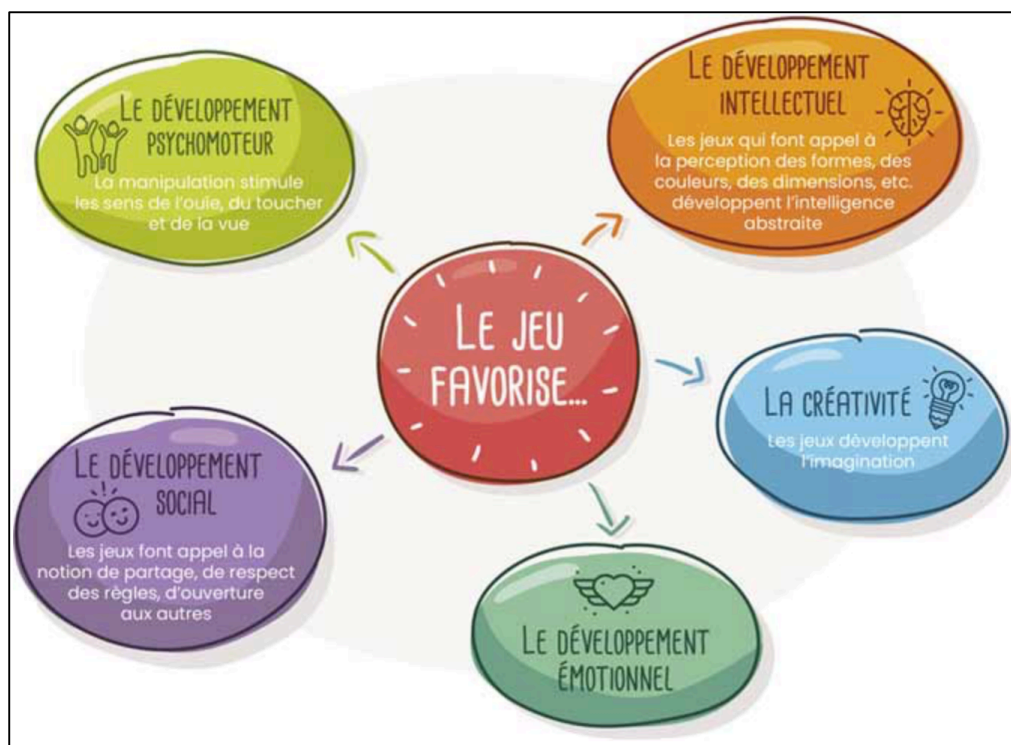 LE DÉVELOPPEMENT
PSYCHOMOTEUR
La manipulation stimule
les sens de l'ouïe, du toucher
et de la vue
LE DÉVELOPPEMENT
INTELLECTUEL
Les jeux qui font appel à
la perception des formes, des
couleurs, des dimensions, etc.
développent l'intelligence
abstraite
LE JEU
FAVORISE...
LA CRÉATIVITÉ
Les jeux développent
l'imagination
LE DÉVELOPPEMENT
SOCIAL
Les jeux font appel à la
notion de partage, de respect
des règles, d'ouverture
aux autres
LE DÉVELOPPEMENT
ÉMOTIONNEL